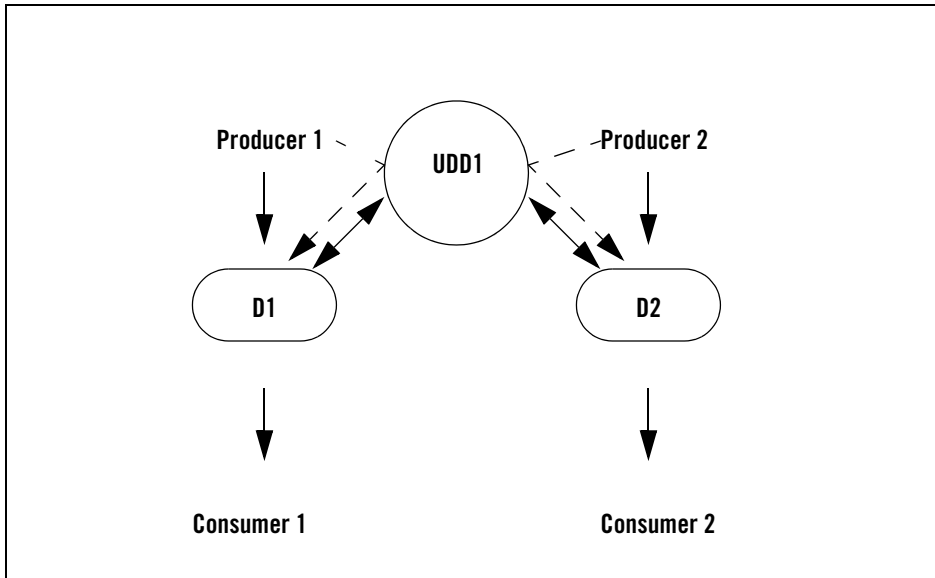 Producer 1
UDD1
Producer 2
D1
D2
Consumer 1
Consumer 2